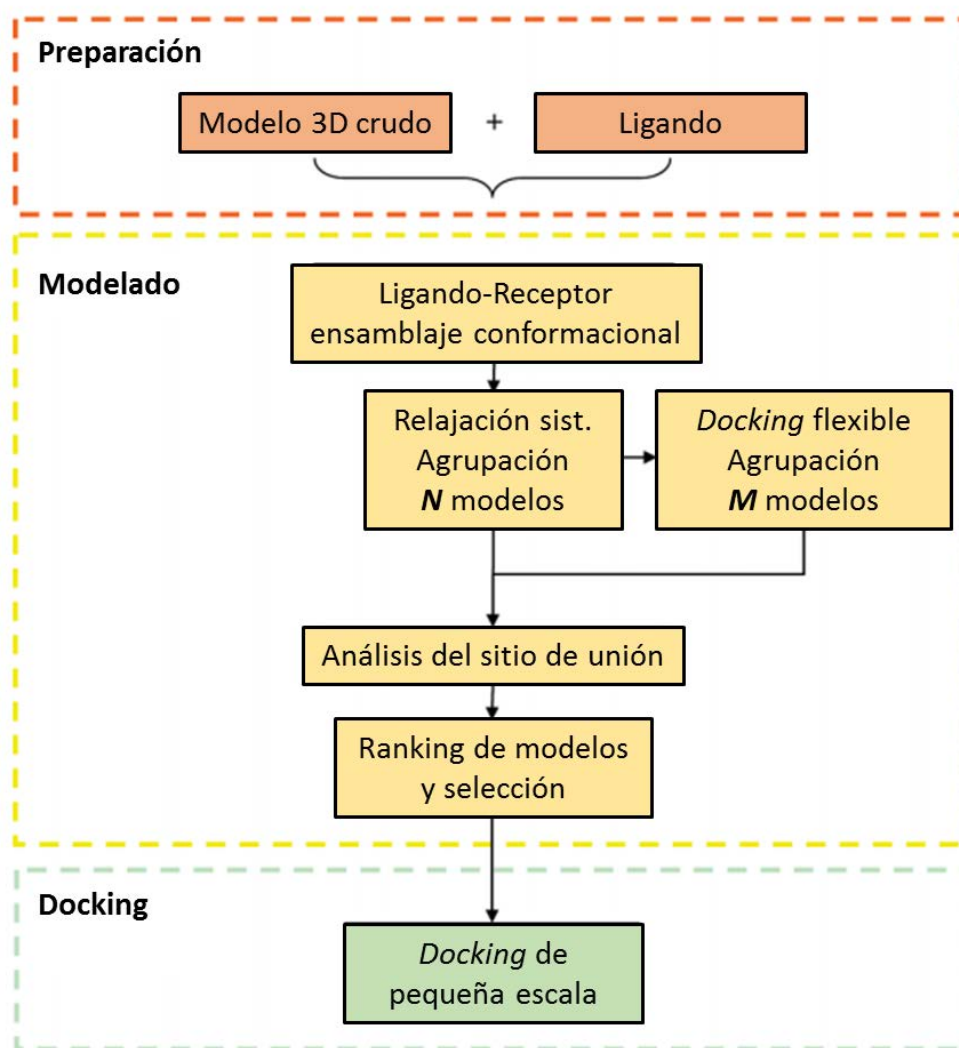 Preparación
Modelo 3D crudo
+
Ligando
Modelado
Ligando-Receptor
ensamblaje conformacional
Relajación sist.
Agrupación
N modelos
Docking flexible
Agrupación
M modelos
Análisis del sitio de unión
Ranking de modelos
y selección
Docking
Docking de
pequeña escala